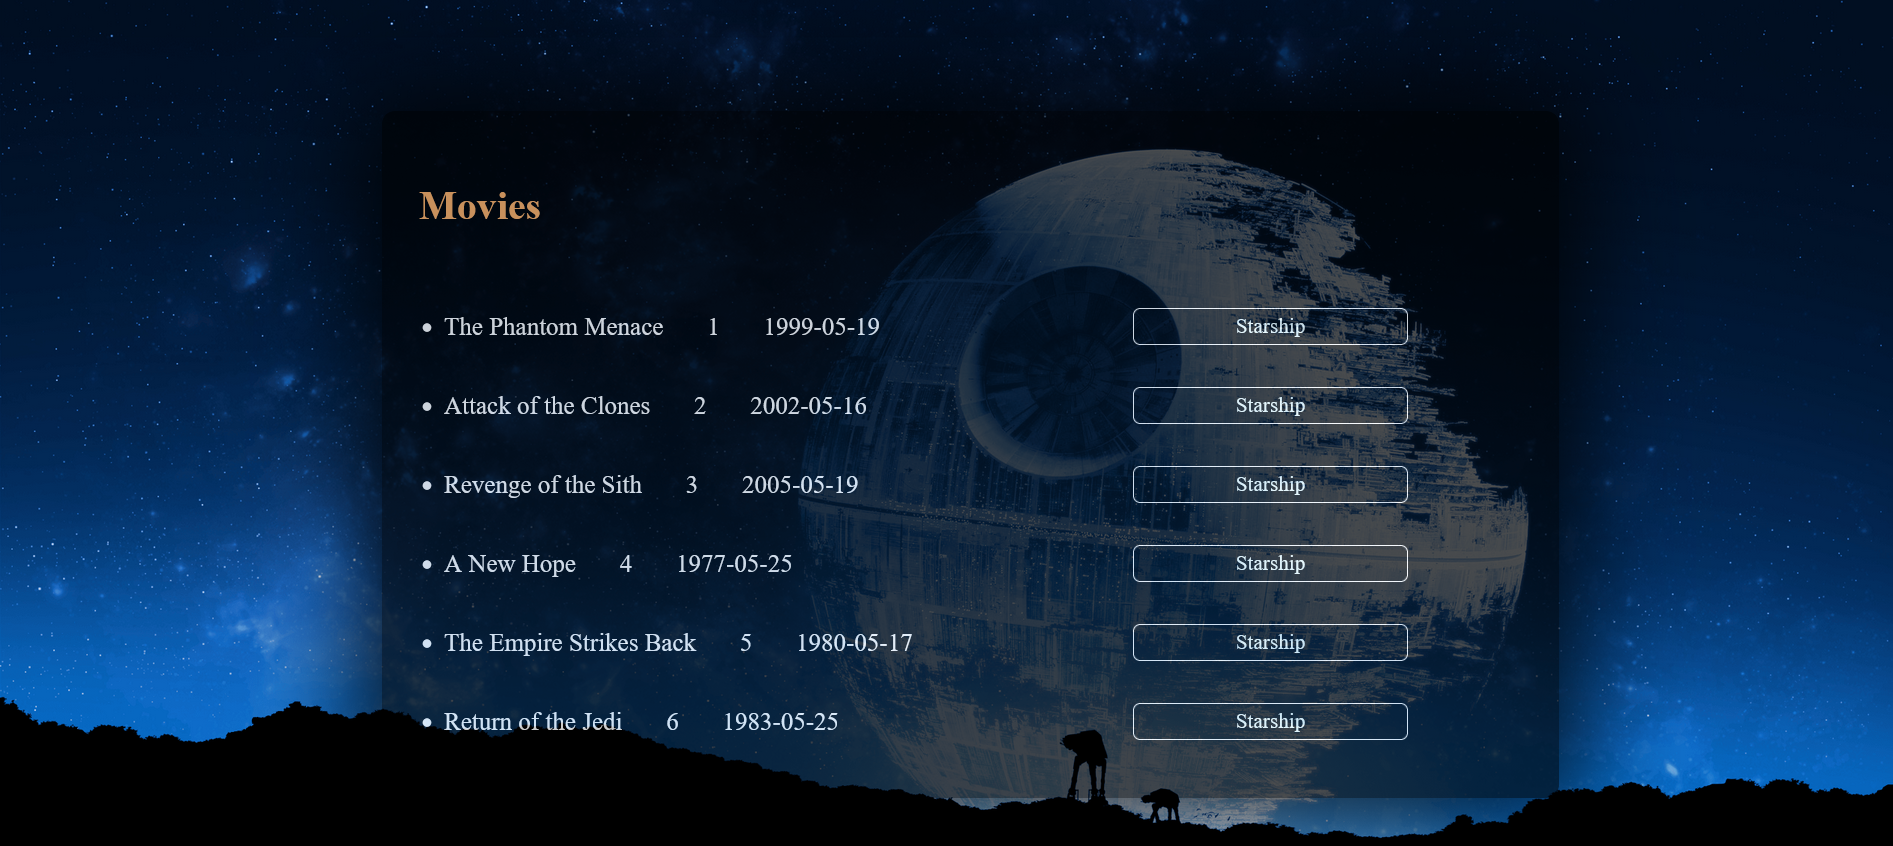 Movies
The Phantom Menace 1 1999-05-19 Starship
Attack of the Clones 2 2002-05-16 Starship
Revenge of the Sith 3 2005-05-19 Starship
A New Hope 4 1977-05-25 Starship
The Empire Strikes Back 5 1980-05-17 Starship
Return of the Jedi 6 1983-05-25 Starship